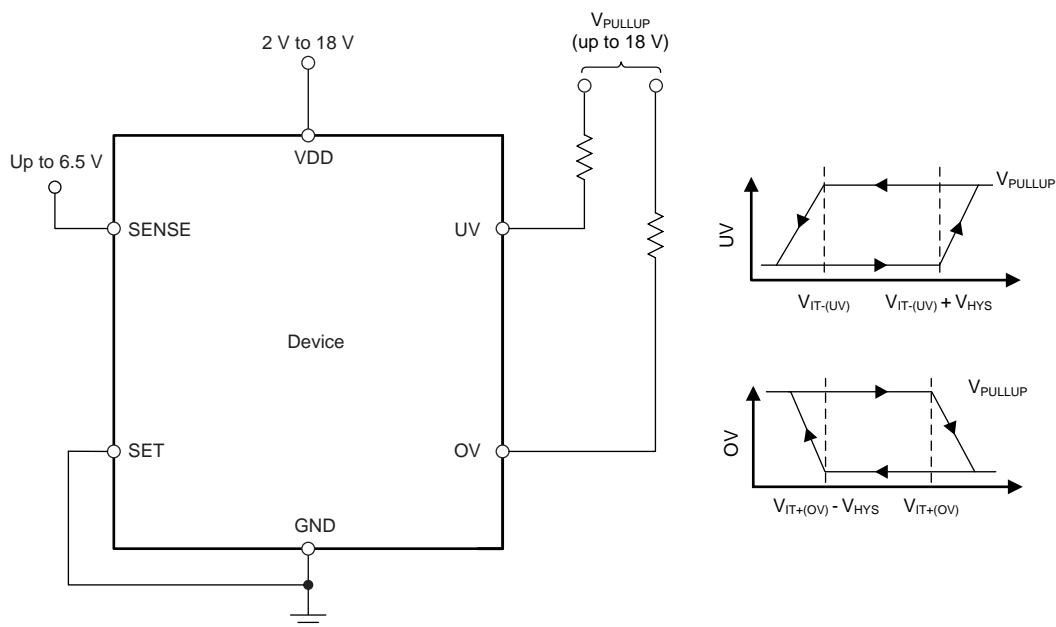 V_PULLUP
(up to 18 V)
2 V to 18 V
VDD
Up to 6.5 V
SENSE
UV
Device
SET
OV
GND
V_PULLUP
UV
V_IT-(UV)
V_IT-(UV) + V_HYS
V_PULLUP
OV
V_IT+(OV) - V_HYS
V_IT+(OV)